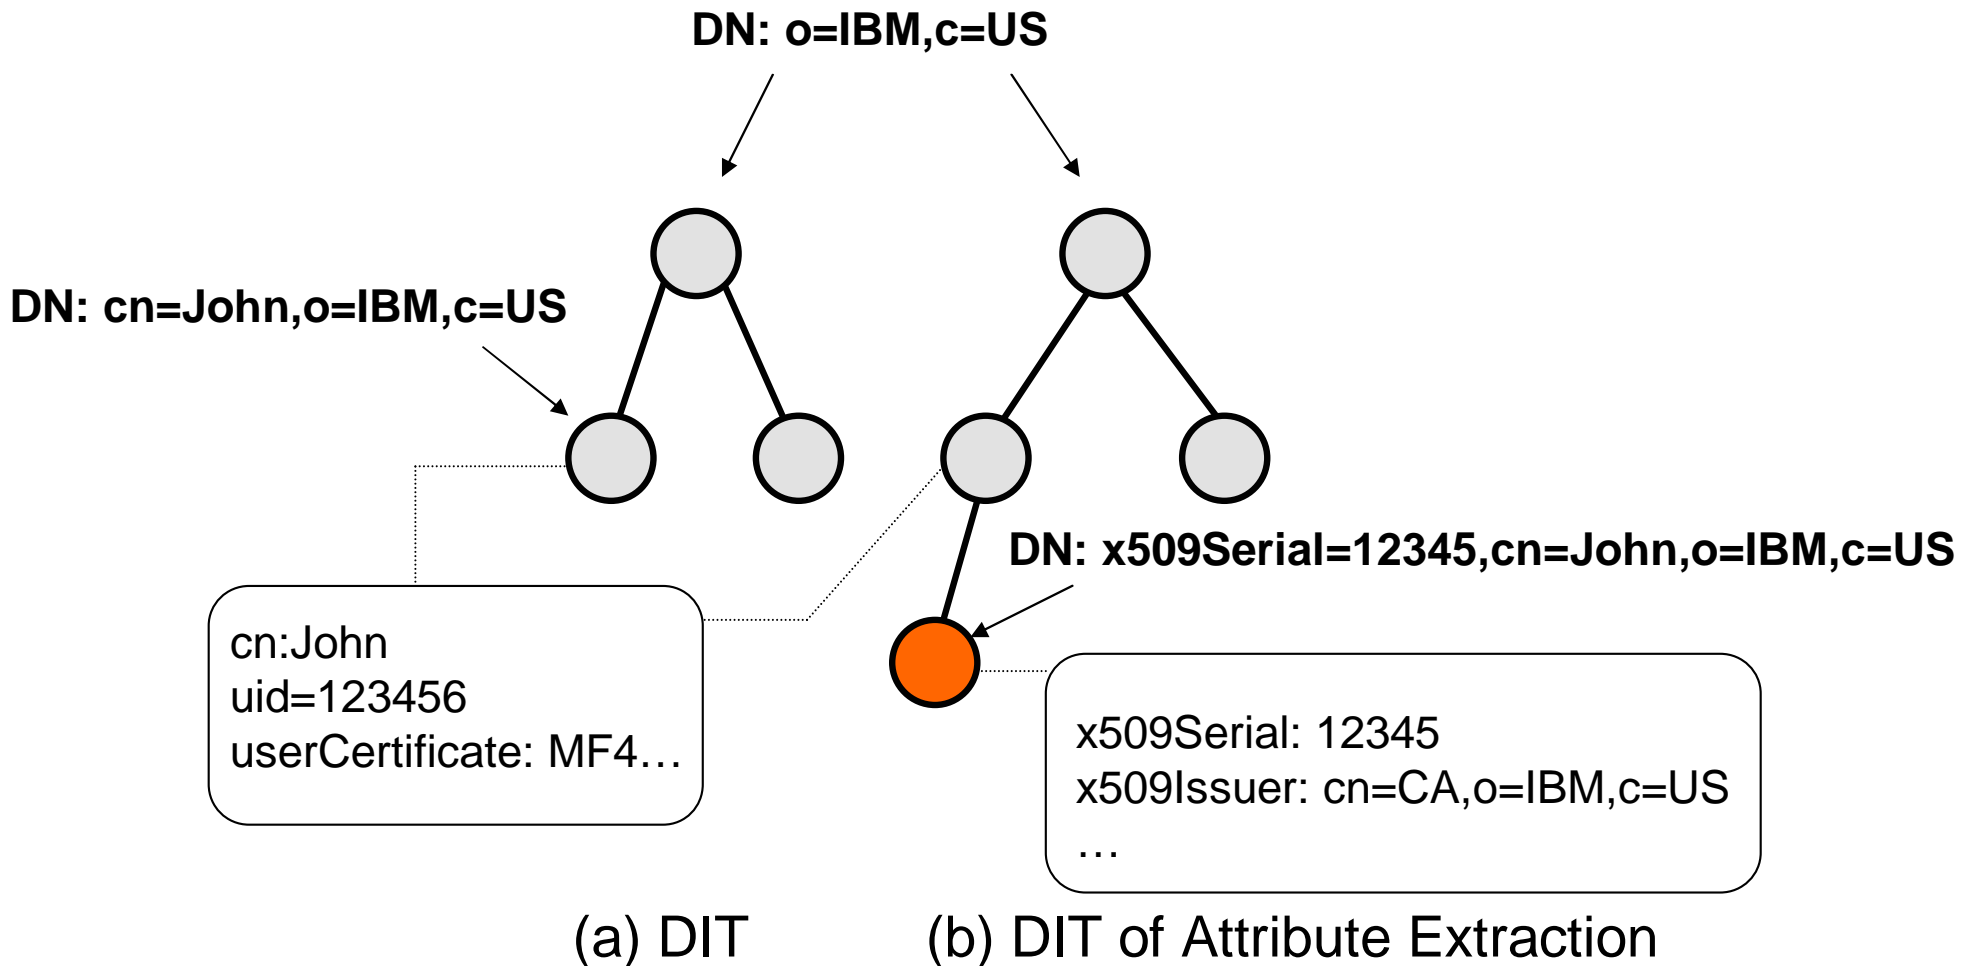 DN: o=IBM,c=US
DN: cn=John,o=IBM,c=US
DN: x509Serial=12345,cn=John,o=IBM,c=US
cn:John
uid=123456
userCertificate: MF4…
x509Serial: 12345
x509Issuer: cn=CA,o=IBM,c=US
…
(a) DIT
(b) DIT of Attribute Extraction